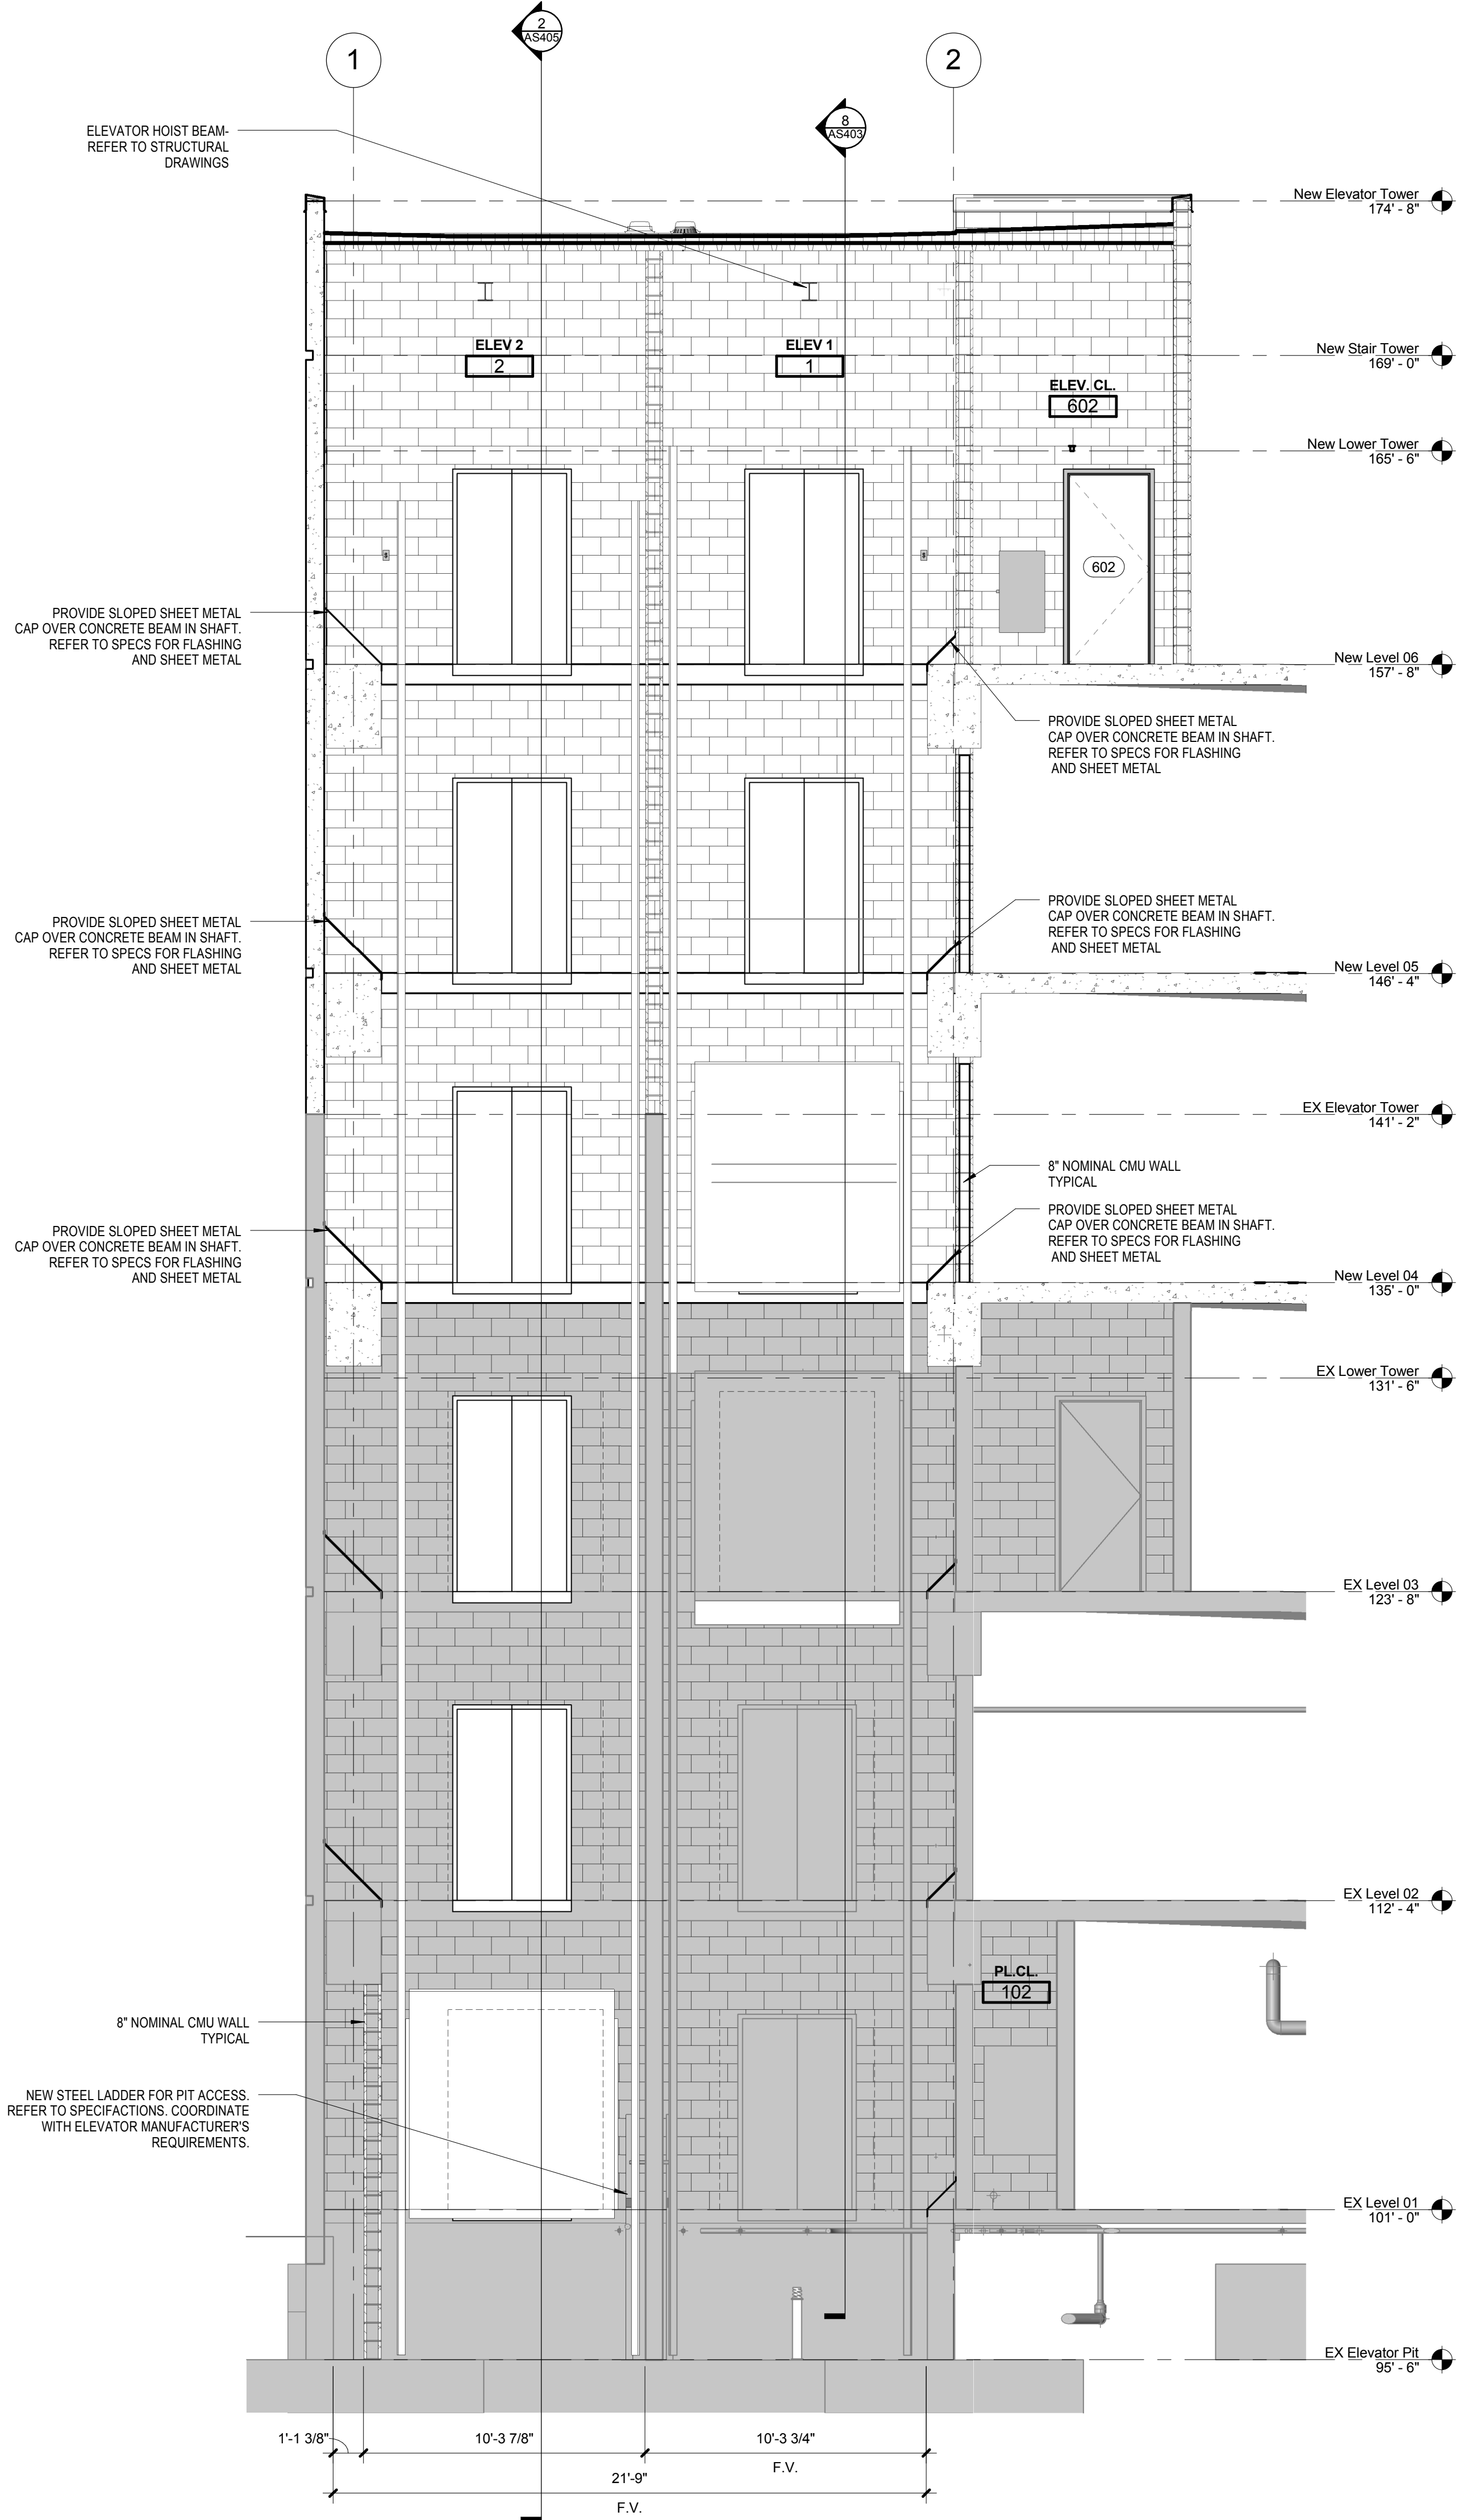 2
AS405
1
2
8
AS403
ELEVATOR HOIST BEAM-
REFER TO STRUCTURAL
DRAWINGS
New Elevator Tower
174' - 8"
ELEV 2
2
ELEV 1
1
New Stair Tower
169' - 0"
ELEV. CL.
602
New Lower Tower
165' - 6"
602
PROVIDE SLOPED SHEET METAL
CAP OVER CONCRETE BEAM IN SHAFT.
REFER TO SPECS FOR FLASHING
AND SHEET METAL
New Level 06
157' - 8"
PROVIDE SLOPED SHEET METAL
CAP OVER CONCRETE BEAM IN SHAFT.
REFER TO SPECS FOR FLASHING
AND SHEET METAL
PROVIDE SLOPED SHEET METAL
CAP OVER CONCRETE BEAM IN SHAFT.
REFER TO SPECS FOR FLASHING
AND SHEET METAL
PROVIDE SLOPED SHEET METAL
CAP OVER CONCRETE BEAM IN SHAFT.
REFER TO SPECS FOR FLASHING
AND SHEET METAL
New Level 05
146' - 4"
EX Elevator Tower
141' - 2"
8" NOMINAL CMU WALL
TYPICAL
PROVIDE SLOPED SHEET METAL
CAP OVER CONCRETE BEAM IN SHAFT.
REFER TO SPECS FOR FLASHING
AND SHEET METAL
PROVIDE SLOPED SHEET METAL
CAP OVER CONCRETE BEAM IN SHAFT.
REFER TO SPECS FOR FLASHING
AND SHEET METAL
New Level 04
135' - 0"
EX Lower Tower
131' - 6"
EX Level 03
123' - 8"
EX Level 02
112' - 4"
PL.CL.
102
8" NOMINAL CMU WALL
TYPICAL
NEW STEEL LADDER FOR PIT ACCESS.
REFER TO SPECIFACTIONS. COORDINATE
WITH ELEVATOR MANUFACTURER'S
REQUIREMENTS.
EX Level 01
101' - 0"
EX Elevator Pit
95' - 6"
1'-1 3/8"
10'-3 7/8"
10'-3 3/4"
F.V.
21'-9"
F.V.